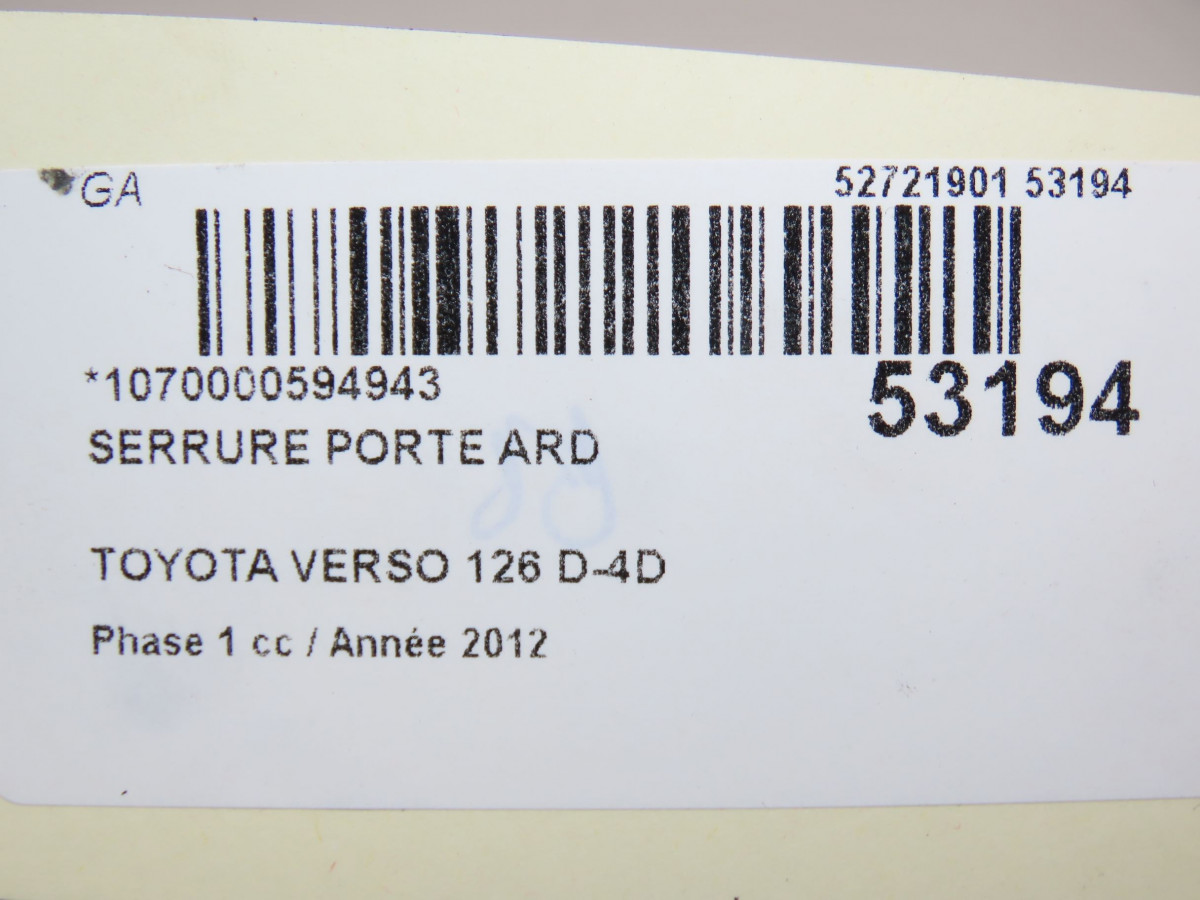 GA
52721901 53194
*1070000594943
53194
SERRURE PORTE ARD
TOYOTA VERSO 126 D-4D
Phase 1 cc / Année 2012